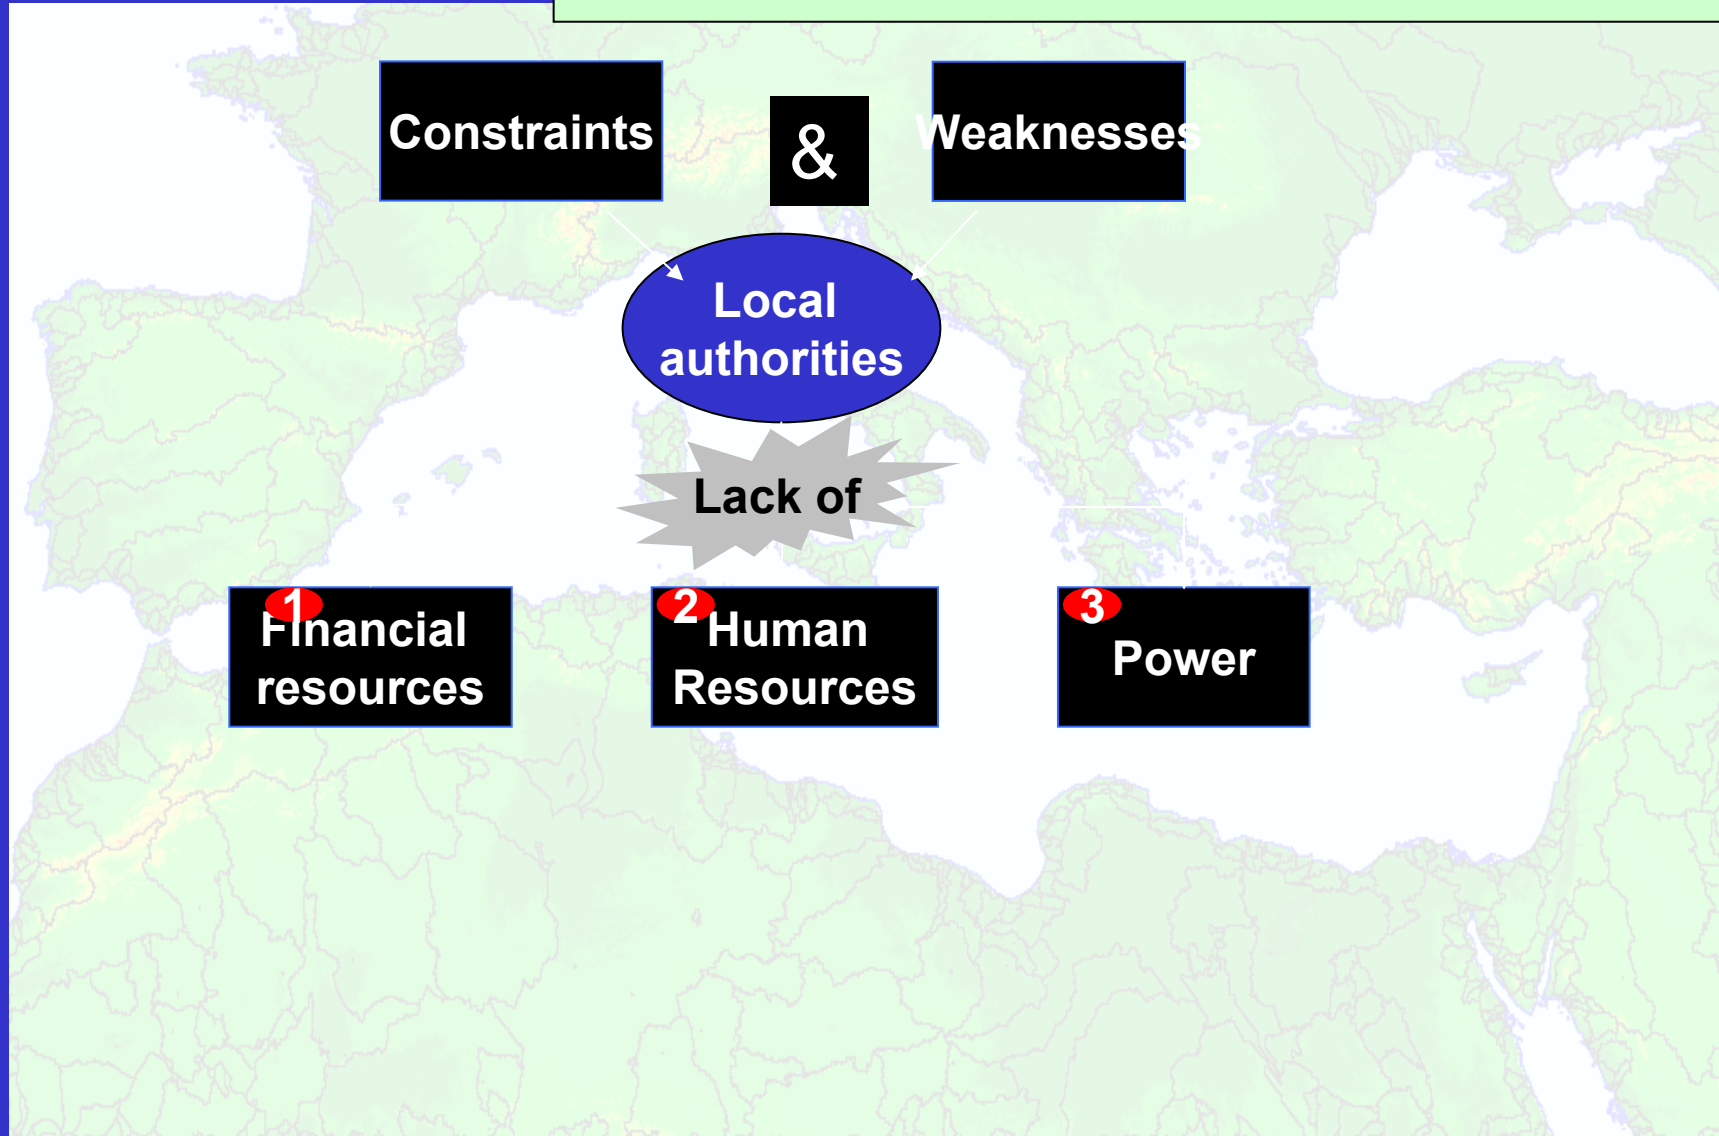 Constraints
&
Weaknesses
Local
authorities
Lack of
1
Financial
resources
2
Human
Resources
3
Power